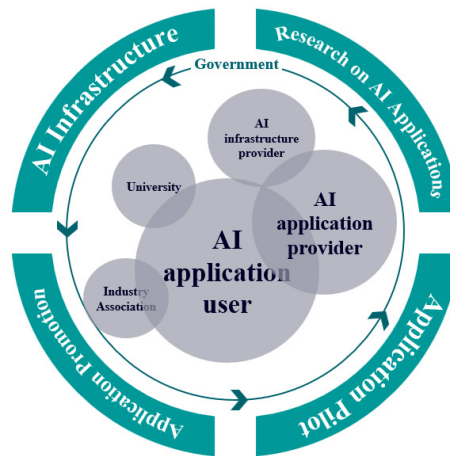 AI Infrastructure
Research on AI Applications
Government
AI
infrastructure
provider
University
AI
application
provider
AI
application
user
Industry
Association
Application Promotion
Application Pilot